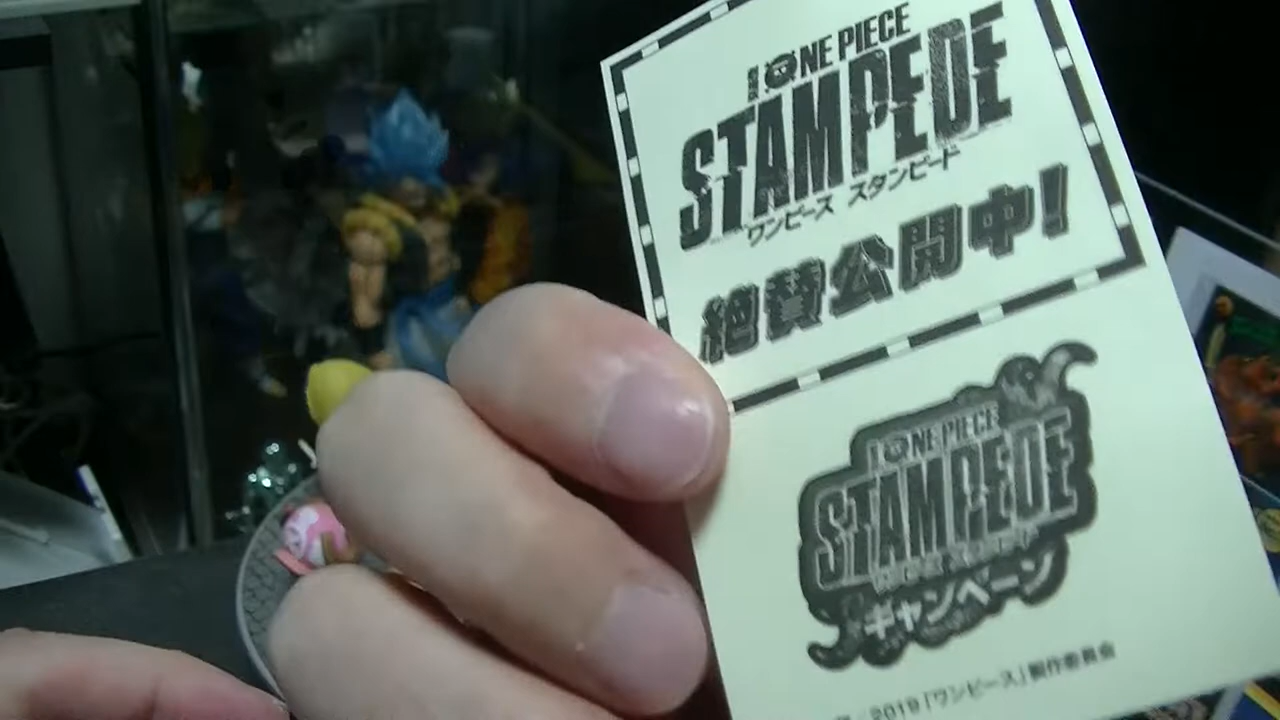 ONE PIECE
STAMPEDE
ワンピース スタンピード
絶賛公開中!
ONE PIECE
STAMPEDE
キャンペーン
2019「ワンピース」製作委員会